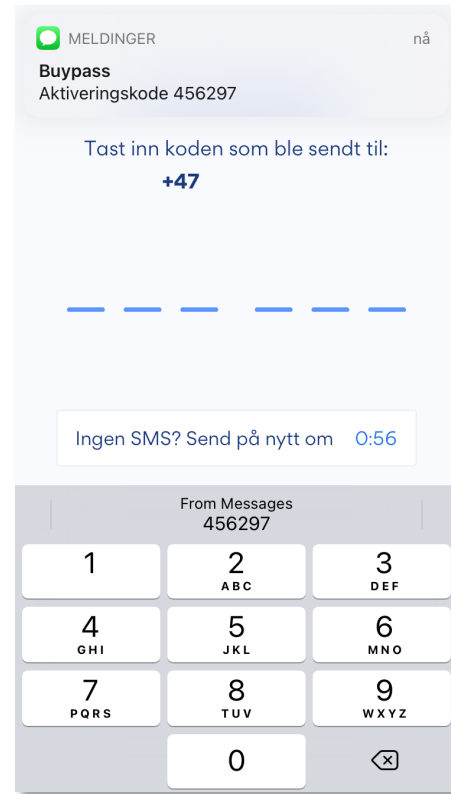 MELDINGER nå
Buypass
Aktiveringskode 456297
Tast inn koden som ble sendt til:
+47
Ingen SMS? Send på nytt om 0:56
From Messages
456297
1 2 3
ABC DEF
4 5 6
GHI JKL MNO
7 8 9
PQRS TUV WXYZ
0